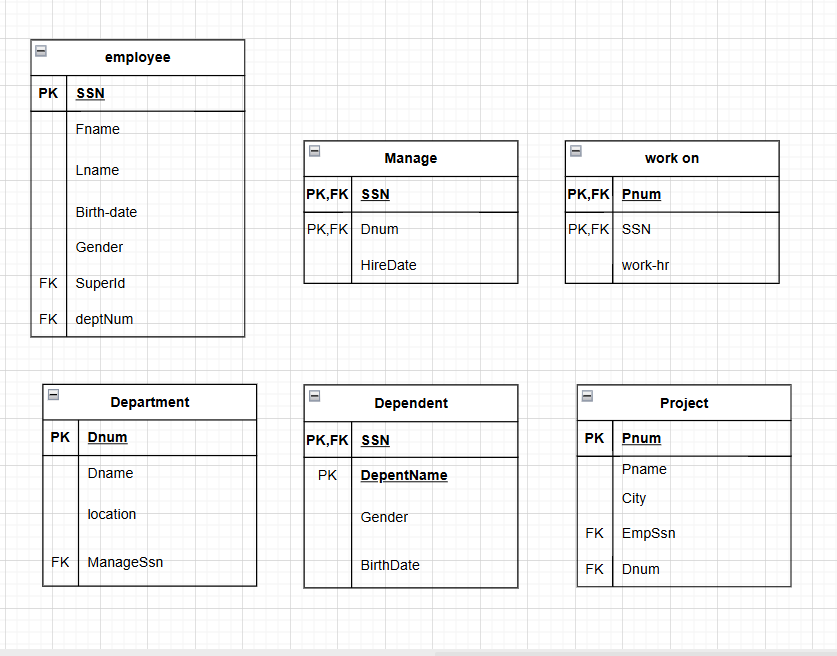 employee
PK SSN
Fname
Lname
Birth-date
Gender
FK SuperId
FK deptNum
Manage
PK,FK SSN
PK,FK Dnum
HireDate
work on
PK,FK Pnum
PK,FK SSN
work-hr
Department
PK Dnum
Dname
location
FK ManageSsn
Dependent
PK,FK SSN
PK DepentName
Gender
BirthDate
Project
PK Pnum
Pname
City
FK EmpSsn
FK Dnum